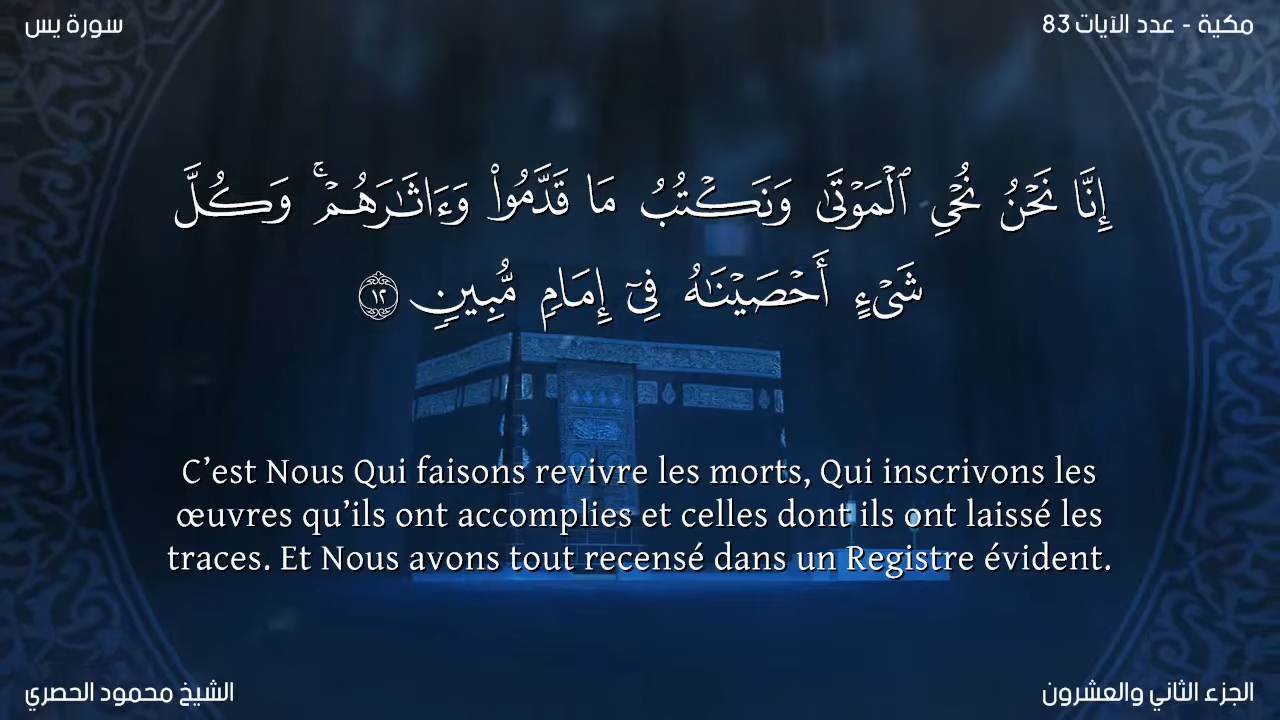 سورة يس
مكية - عدد الآيات 83
إِنَّا نَحْنُ نُحْىِ ٱلْمَوْتَىٰ وَنَكْتُبُ مَا قَدَّمُوا۟ وَءَاثَـٰرَهُمْ ۚ وَكُلَّ
شَىْءٍ أَحْصَيْنَـٰهُ فِىٓ إِمَامٍ مُّبِينٍ ١٢
C’est Nous Qui faisons revivre les morts, Qui inscrivons les
œuvres qu’ils ont accomplies et celles dont ils ont laissé les
traces. Et Nous avons tout recensé dans un Registre évident.
الشيخ محمود الحصري
الجزء الثاني والعشرون